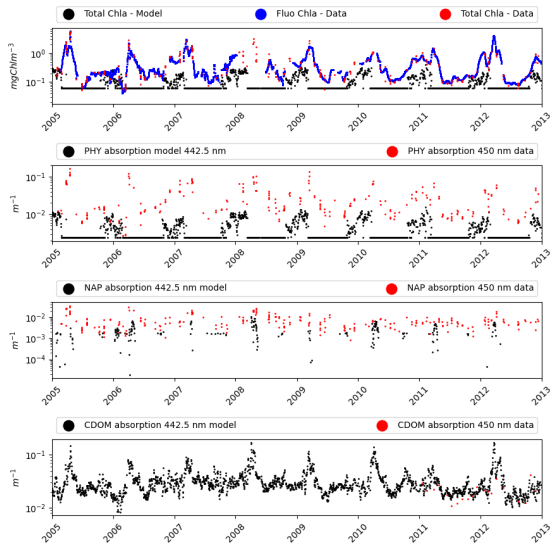 Total Chla - Model Fluo Chla - Data Total Chla - Data
mgChlm⁻³
10⁰
10⁻¹
2005 2006 2007 2008 2009 2010 2011 2012 2013
PHY absorption model 442.5 nm PHY absorption 450 nm data
m⁻¹
10⁻¹
10⁻²
2005 2006 2007 2008 2009 2010 2011 2012 2013
NAP absorption 442.5 nm model NAP absorption 450 nm data
m⁻¹
10⁻²
10⁻³
10⁻⁴
2005 2006 2007 2008 2009 2010 2011 2012 2013
CDOM absorption 442.5 nm model CDOM absorption 450 nm data
m⁻¹
10⁻¹
10⁻²
2005 2006 2007 2008 2009 2010 2011 2012 2013